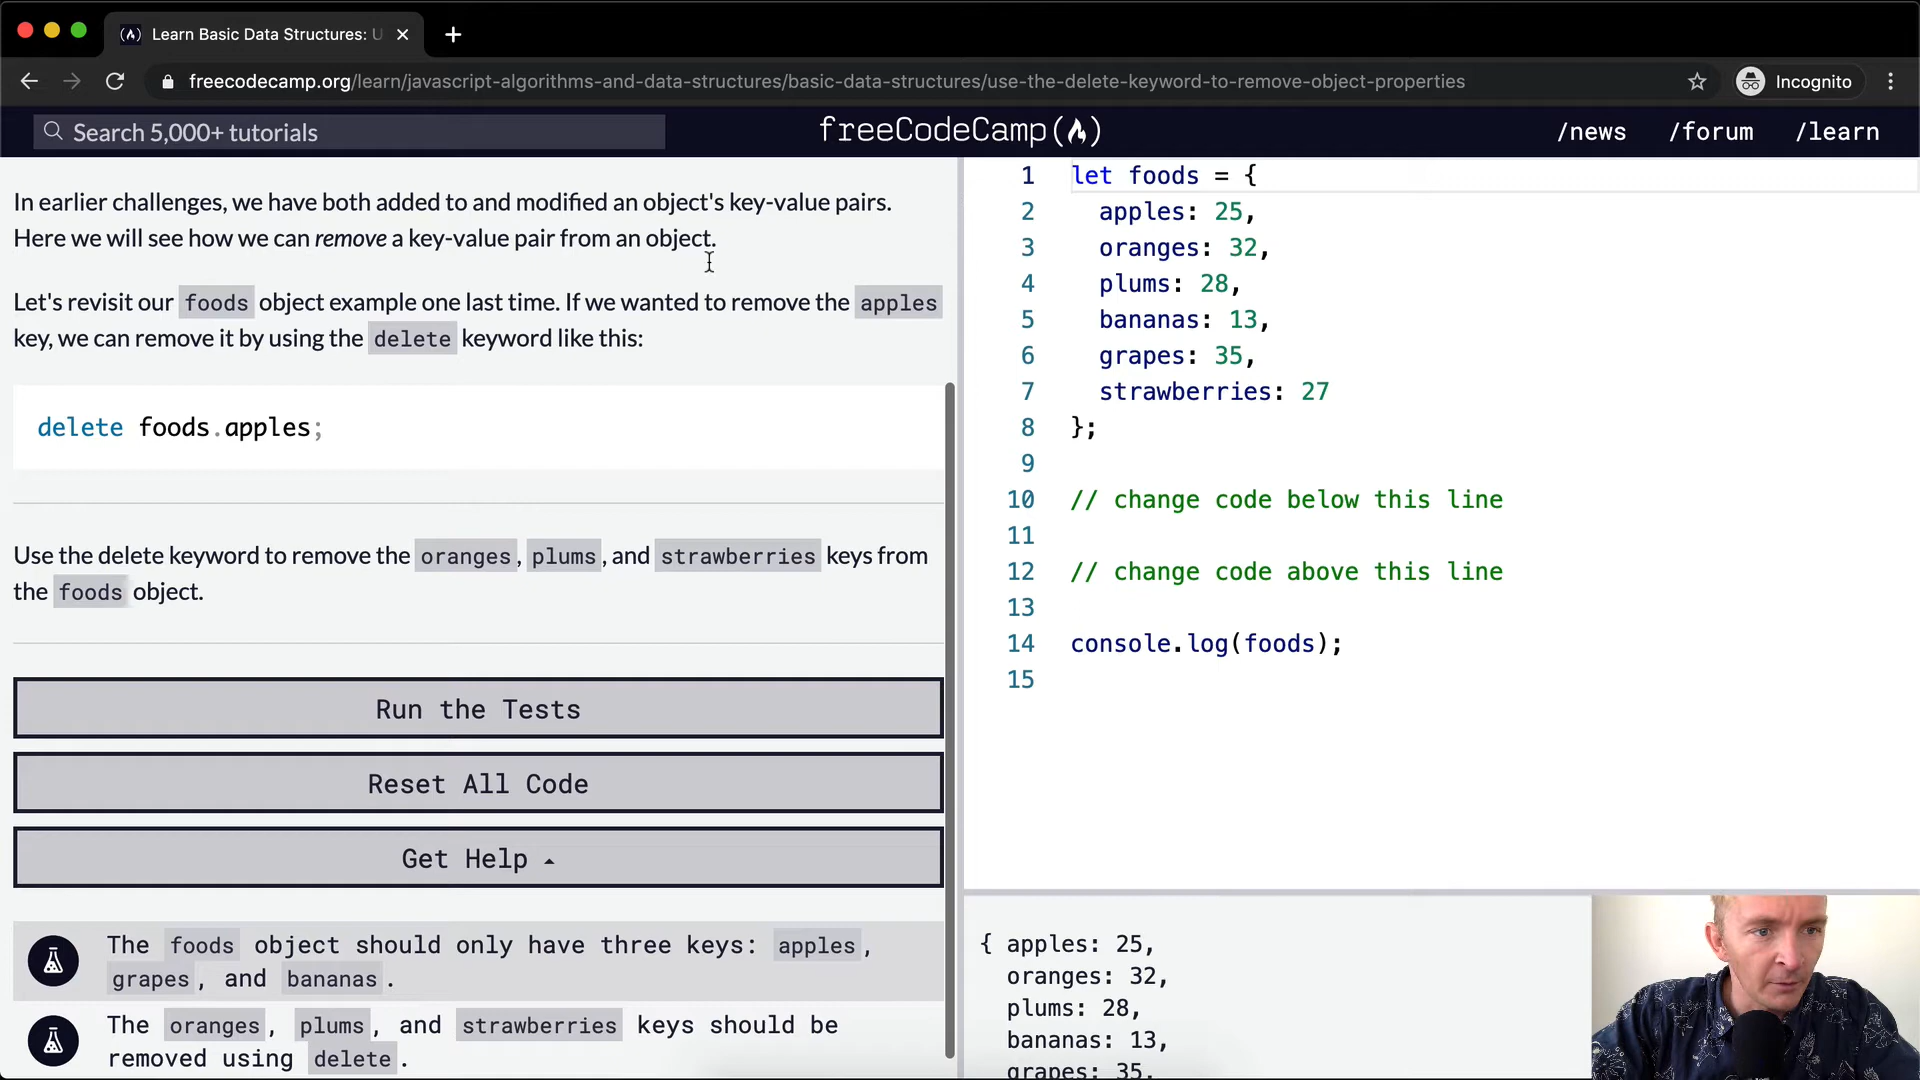 Learn Basic Data Structures: U
freecodecamp.org/learn/javascript-algorithms-and-data-structures/basic-data-structures/use-the-delete-keyword-to-remove-object-properties
Incognito
Search 5,000+ tutorials
freeCodeCamp
/news
/forum
/learn
In earlier challenges, we have both added to and modified an object's key-value pairs.
Here we will see how we can remove a key-value pair from an object.
Let's revisit our foods object example one last time. If we wanted to remove the apples
key, we can remove it by using the delete keyword like this:
delete foods.apples;
Use the delete keyword to remove the oranges, plums, and strawberries keys from
the foods object.
Run the Tests
Reset All Code
Get Help
The foods object should only have three keys: apples,
grapes, and bananas.
The oranges, plums, and strawberries keys should be
removed using delete.
1 let foods = {
2 apples: 25,
3 oranges: 32,
4 plums: 28,
5 bananas: 13,
6 grapes: 35,
7 strawberries: 27
8 };
9
10 // change code below this line
11
12 // change code above this line
13
14 console.log(foods);
15
{ apples: 25,
oranges: 32,
plums: 28,
bananas: 13,
grapes: 35,